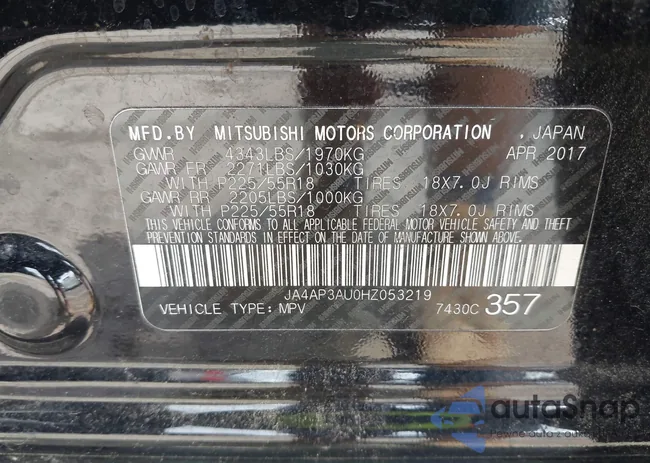 MFD.BY MITSUBISHI MOTORS CORPORATION , JAPAN
GVWR 4343LBS/1970KG APR 2017
GAWR FR 2271LBS/1030KG
WITH P225/55R18 TIRES 18X7.0J RIMS
GAWR RR 2205LBS/1000KG
WITH P225/55R18 TIRES 18X7.0J RIMS
THIS VEHICLE CONFORMS TO ALL APPLICABLE FEDERAL MOTOR VEHICLE SAFETY AND THEFT
PREVENTION STANDARDS IN EFFECT ON THE DATE OF MANUFACTURE SHOWN ABOVE.
JA4AP3AU0HZ053219
VEHICLE TYPE: MPV 7430C 357
autoSnap